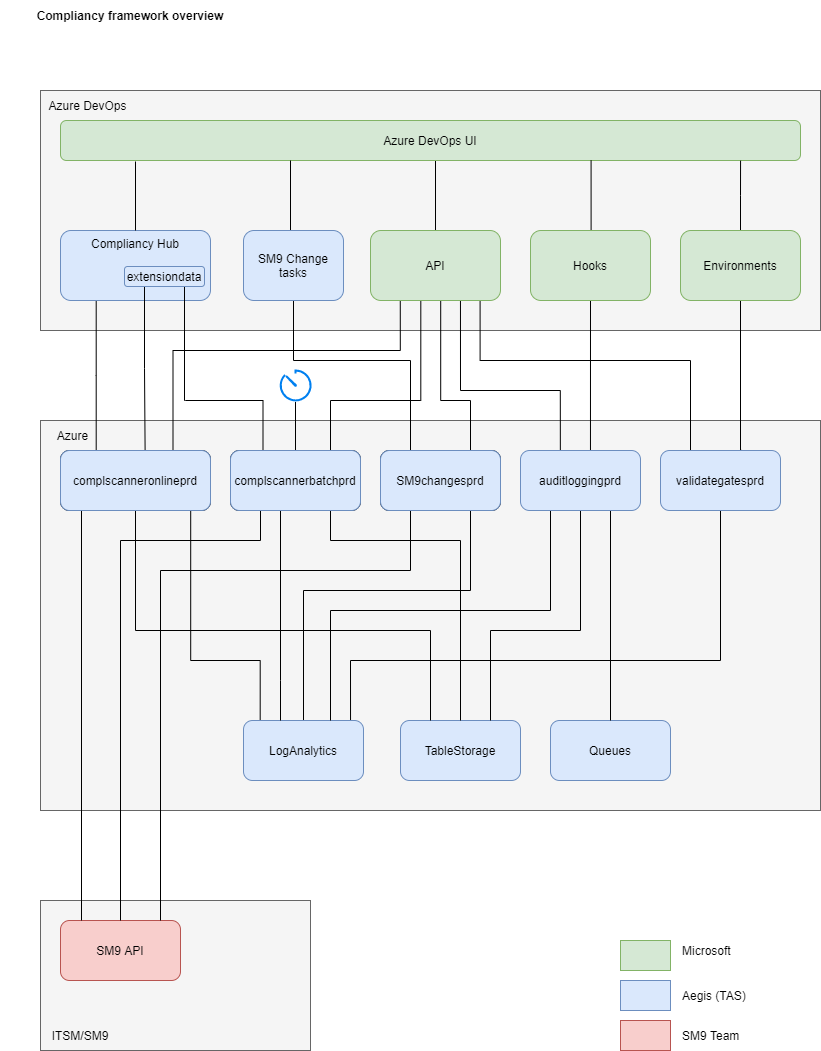 Compliancy framework overview
Azure DevOps
Azure DevOps UI
Compliancy Hub
extensiondata
SM9 Change
tasks
API
Hooks
Environments
Azure
complscanneronlineprd
complscannerbatchprd
SM9changesprd
auditloggingprd
validategatesprd
LogAnalytics
TableStorage
Queues
SM9 API
ITSM/SM9
Microsoft
Aegis (TAS)
SM9 Team